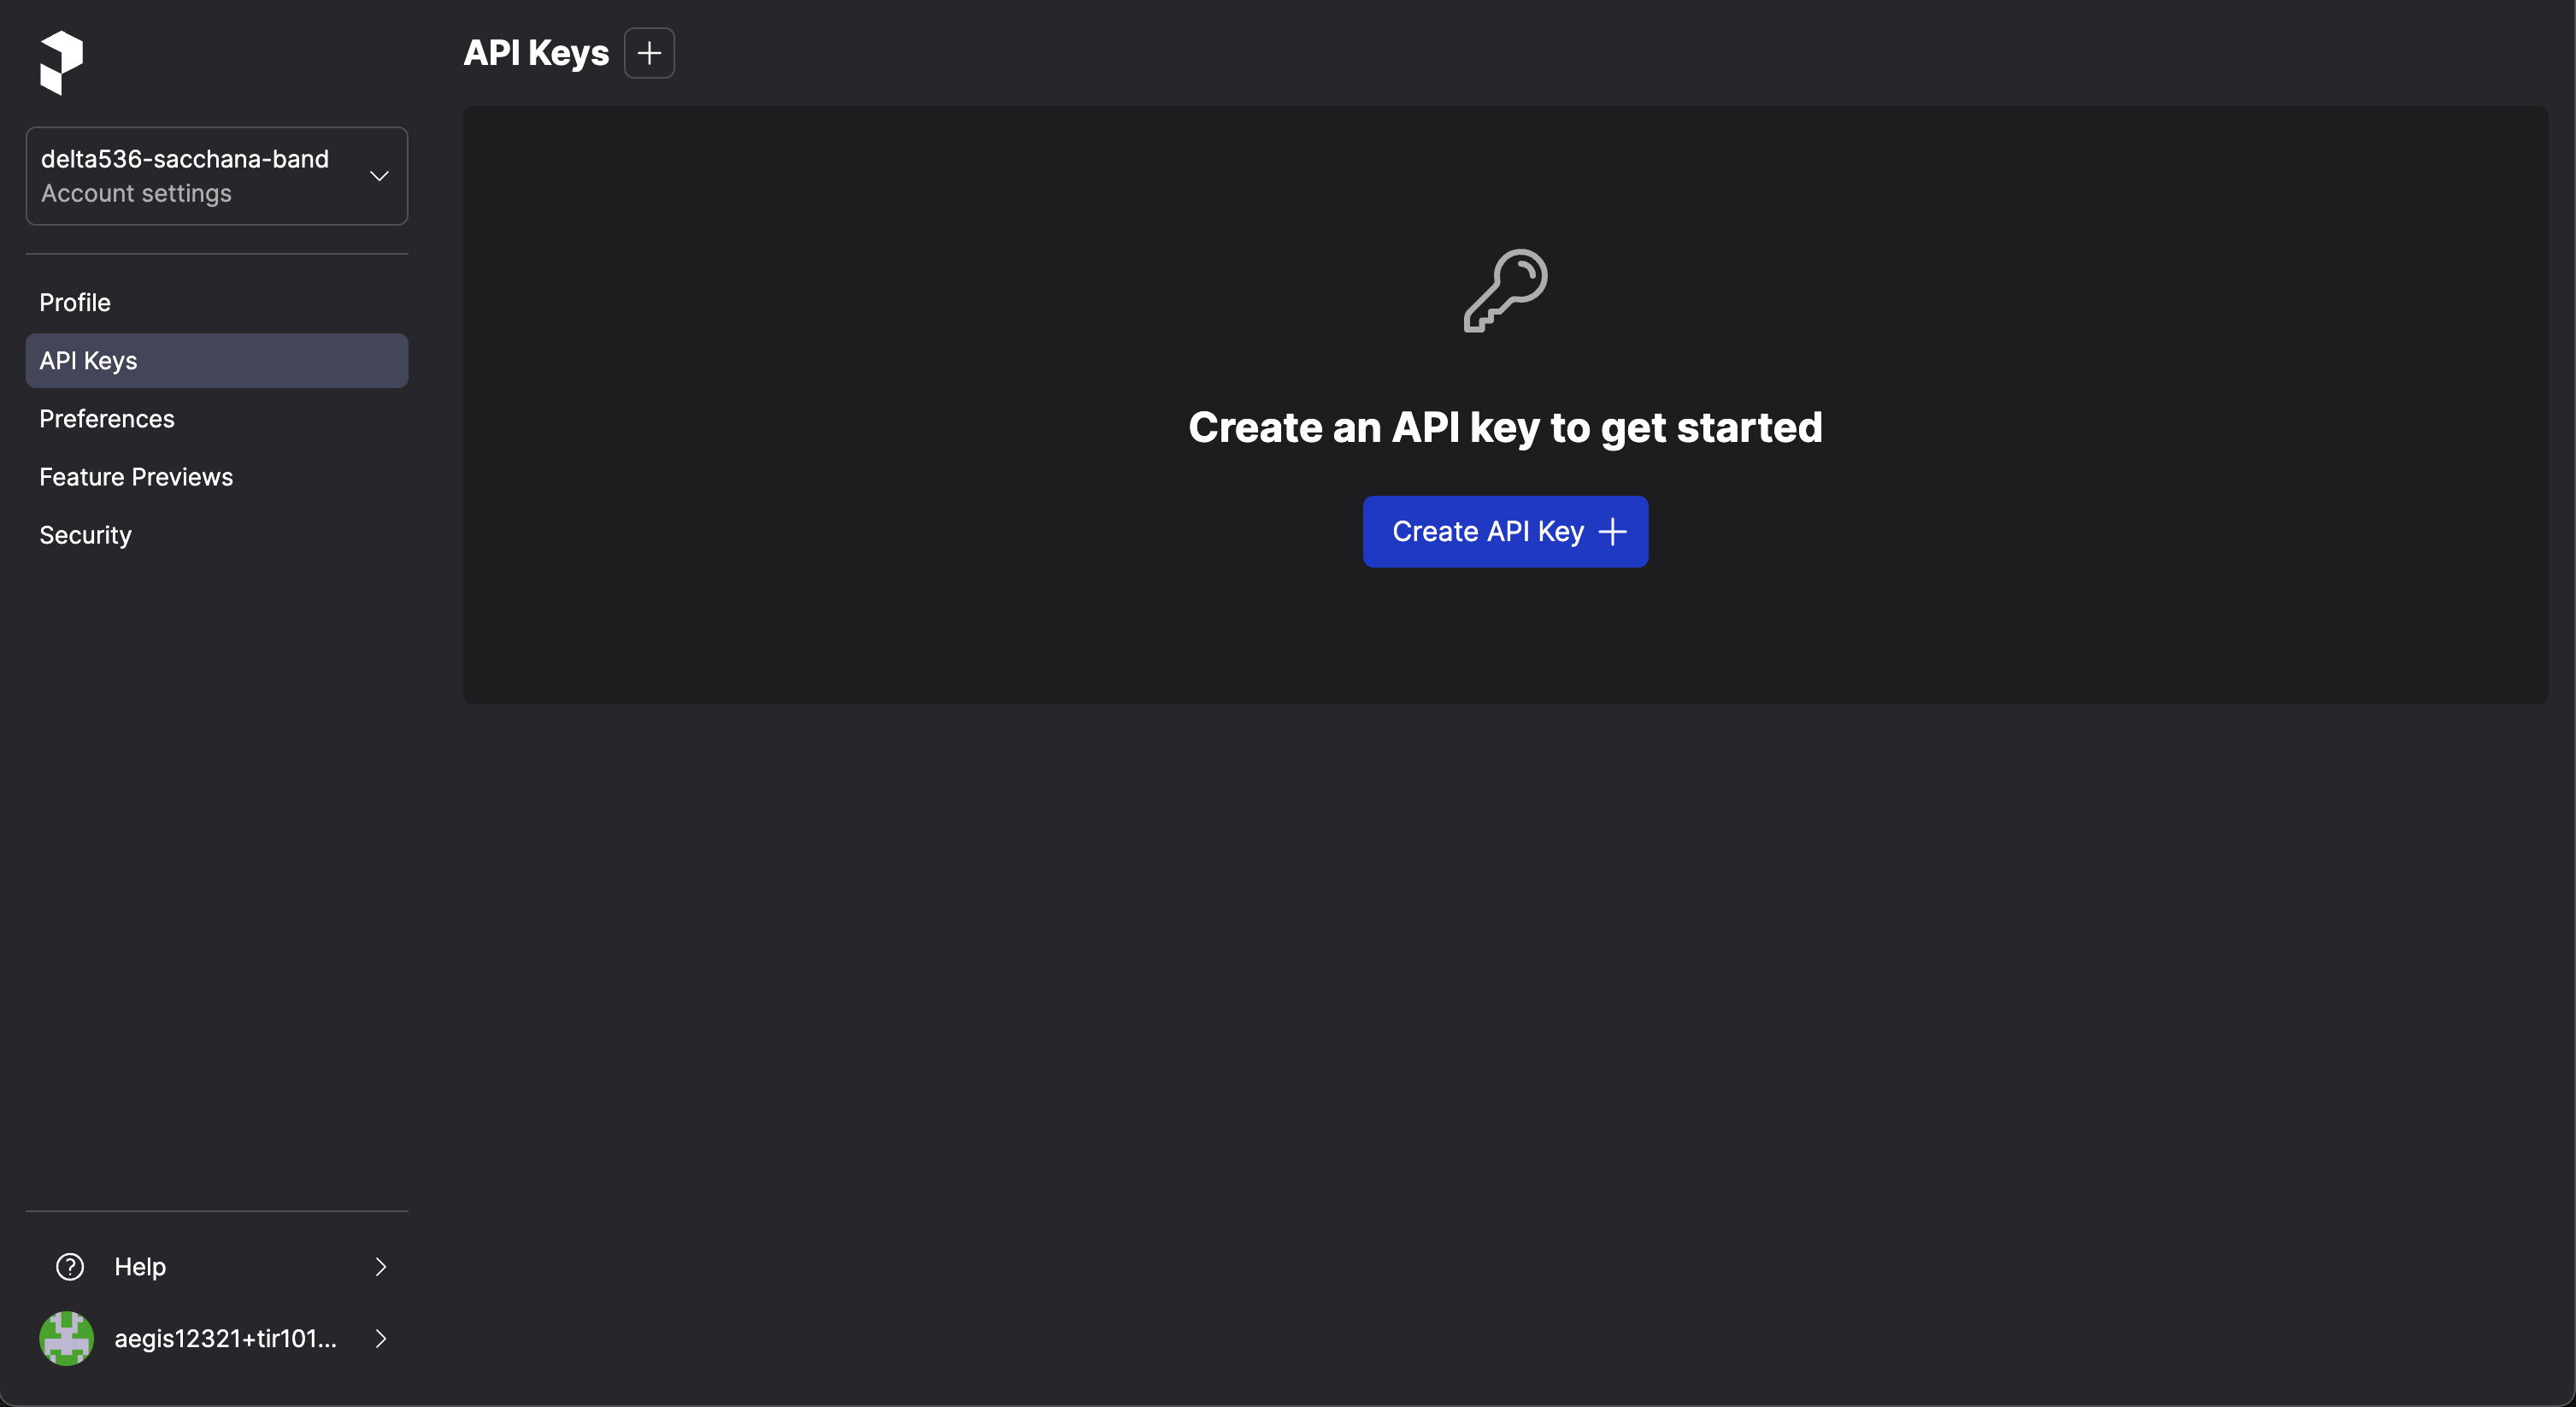 API Keys
delta536-sacchana-band
Account settings
Profile
API Keys
Preferences
Feature Previews
Security
Create an API key to get started
Create API Key
Help
aegis12321+tir101...